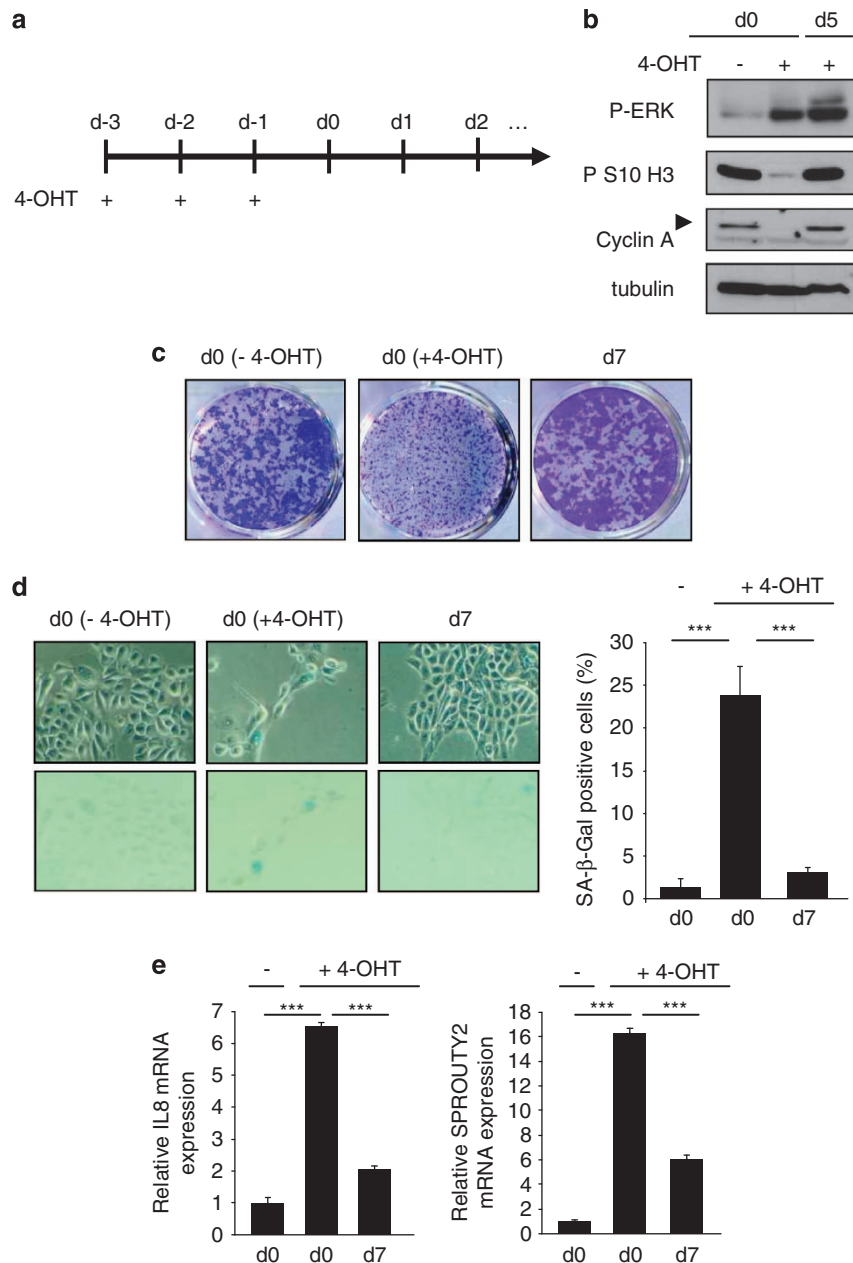 a
d-3 d-2 d-1 d0 d1 d2 ...
4-OHT + + +
b
d0 d5
4-OHT - + +
P-ERK
P S10 H3
Cyclin A
tubulin
c
d0 (- 4-OHT) d0 (+4-OHT) d7
d
d0 (- 4-OHT) d0 (+4-OHT) d7
- + 4-OHT
*** ***
SA-β-Gal positive cells (%)
30
25
20
15
10
5
0
d0 d0 d7
e
- + 4-OHT
*** ***
Relative IL8 mRNA
expression
7
6
5
4
3
2
1
0
d0 d0 d7
- + 4-OHT
*** ***
Relative SPROUTY2
mRNA expression
18
16
14
12
10
8
6
4
2
0
d0 d0 d7